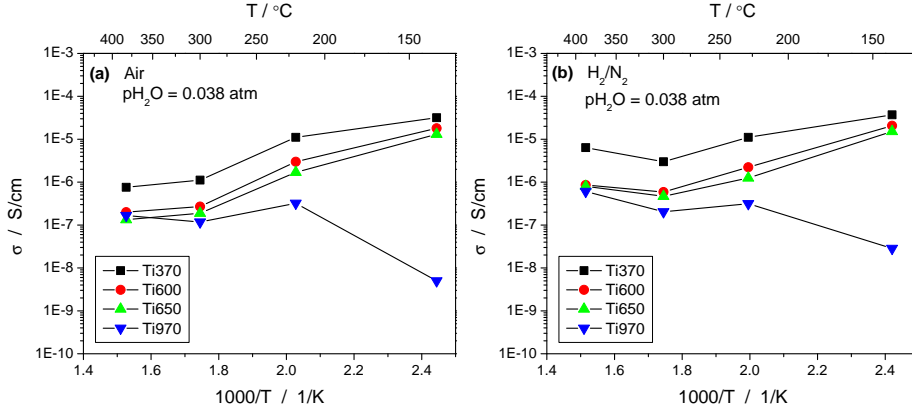 T / °C
400 350 300 250 200 150
1E-3
1E-4
1E-5
1E-6
1E-7
1E-8
1E-9
1E-10
σ / S/cm
(a) Air
pH2O = 0.038 atm
Ti370
Ti600
Ti650
Ti970
1.4 1.6 1.8 2.0 2.2 2.4
1000/T / 1/K
T / °C
400 350 300 250 200 150
1E-3
1E-4
1E-5
1E-6
1E-7
1E-8
1E-9
1E-10
σ / S/cm
(b) H2/N2
pH2O = 0.038 atm
Ti370
Ti600
Ti650
Ti970
1.4 1.6 1.8 2.0 2.2 2.4
1000/T / 1/K